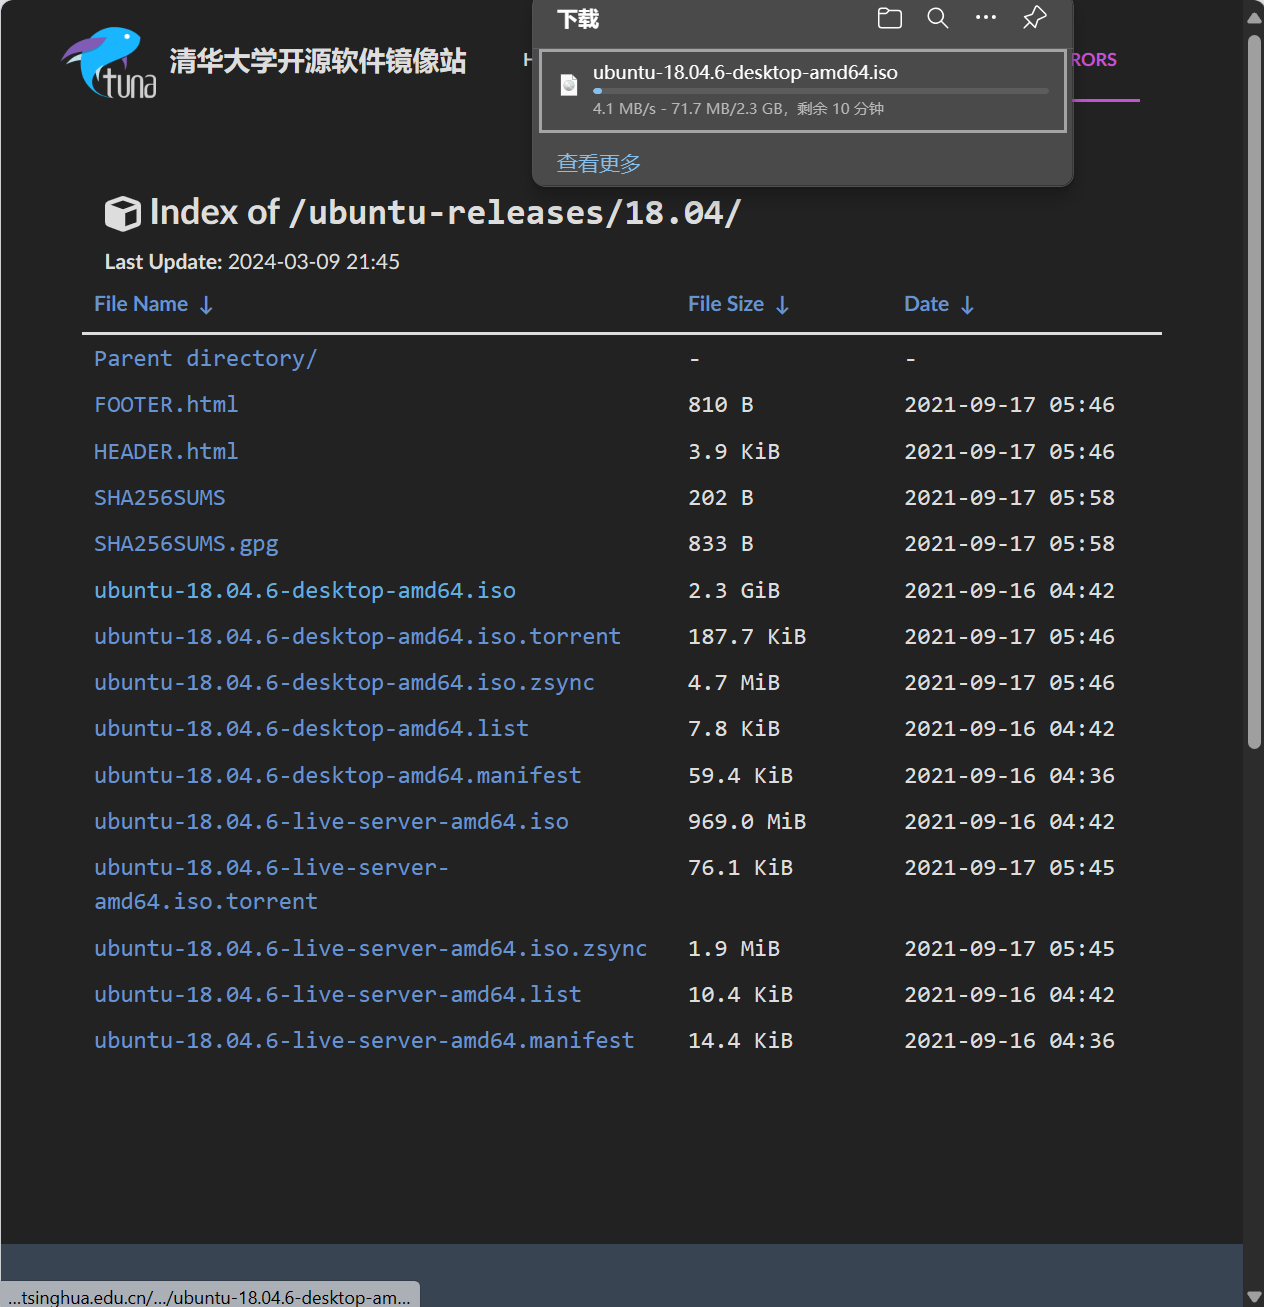 下载
ubuntu-18.04.6-desktop-amd64.iso
4.1 MB/s - 71.7 MB/2.3 GB，剩余 10 分钟
查看更多
tuna 清华大学开源软件镜像站 H RORS
Index of /ubuntu-releases/18.04/
Last Update: 2024-03-09 21:45
File Name ↓ File Size ↓ Date ↓
Parent directory/ - -
FOOTER.html 810 B 2021-09-17 05:46
HEADER.html 3.9 KiB 2021-09-17 05:46
SHA256SUMS 202 B 2021-09-17 05:58
SHA256SUMS.gpg 833 B 2021-09-17 05:58
ubuntu-18.04.6-desktop-amd64.iso 2.3 GiB 2021-09-16 04:42
ubuntu-18.04.6-desktop-amd64.iso.torrent 187.7 KiB 2021-09-17 05:46
ubuntu-18.04.6-desktop-amd64.iso.zsync 4.7 MiB 2021-09-17 05:46
ubuntu-18.04.6-desktop-amd64.list 7.8 KiB 2021-09-16 04:42
ubuntu-18.04.6-desktop-amd64.manifest 59.4 KiB 2021-09-16 04:36
ubuntu-18.04.6-live-server-amd64.iso 969.0 MiB 2021-09-16 04:42
ubuntu-18.04.6-live-server- 76.1 KiB 2021-09-17 05:45
amd64.iso.torrent
ubuntu-18.04.6-live-server-amd64.iso.zsync 1.9 MiB 2021-09-17 05:45
ubuntu-18.04.6-live-server-amd64.list 10.4 KiB 2021-09-16 04:42
ubuntu-18.04.6-live-server-amd64.manifest 14.4 KiB 2021-09-16 04:36
...tsinghua.edu.cn/.../ubuntu-18.04.6-desktop-am...